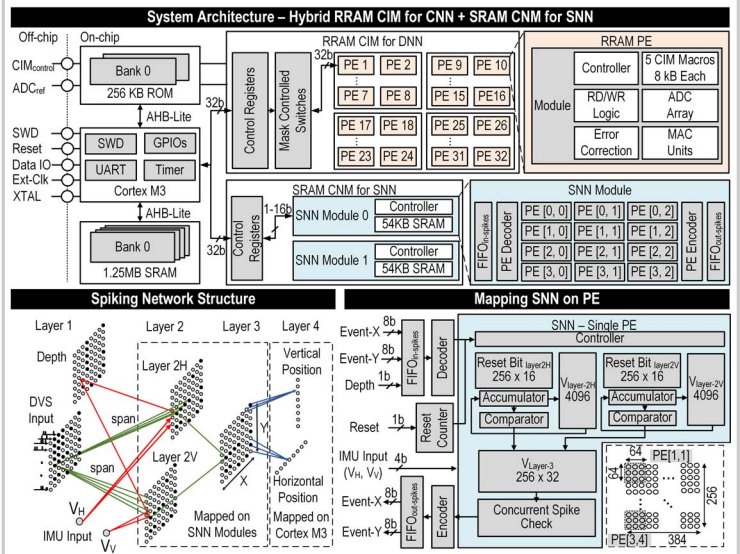 System Architecture – Hybrid RRAM CIM for CNN + SRAM CNM for SNN
Off-chip
On-chip
CIMcontrol
ADCref
Bank 0
256 KB ROM
AHB-Lite
SWD
Reset
Data IO
Ext-Clk
XTAL
SWD
GPIOs
UART
Timer
Cortex M3
AHB-Lite
Bank 0
1.25MB SRAM
32b
32b
RRAM CIM for DNN
Control Registers
Mask Controlled
Switches
32b
PE 1
PE 2
PE 9
PE 10
PE 7
PE 8
PE 15
PE16
PE 17
PE 18
PE 25
PE 26
PE 23
PE 24
PE 31
PE 32
RRAM PE
Module
Controller
5 CIM Macros
8 kB Each
RD/WR
Logic
ADC
Array
Error
Correction
MAC
Units
SRAM CNM for SNN
Control
Registers
1-16b
SNN Module 0
Controller
54KB SRAM
SNN Module 1
Controller
54KB SRAM
SNN Module
FIFOin-spikes
PE Decoder
PE [0, 0]
PE [0, 1]
PE [0, 2]
PE [1, 0]
PE [1, 1]
PE [1, 2]
PE [2, 0]
PE [2, 1]
PE [2, 2]
PE [3, 0]
PE [3, 1]
PE [3, 2]
PE Encoder
FIFOout-spikes
Spiking Network Structure
Layer 1
Layer 2
Layer 3
Layer 4
Depth
Layer 2H
Vertical
Position
DVS
Input
span
span
Y
X
Layer 2V
Horizontal
Position
VH
IMU Input
VV
Mapped on
SNN Modules
Mapped on
Cortex M3
Mapping SNN on PE
Event-X
8b
Event-Y
8b
Depth
1b
FIFOin-spikes
Decoder
Reset
1b
Reset
Counter
IMU Input
(VH, VV)
4b
Event-X
8b
Event-Y
8b
FIFOout-spikes
Encoder
SNN – Single PE
Controller
Reset Bit layer2H
256 x 16
Accumulator
Comparator
Vlayer-2H
4096
Reset Bit layer2V
256 x 16
Accumulator
Comparator
Vlayer-2V
4096
VLayer-3
256 x 32
Concurrent Spike
Check
64
PE[1,1]
64
256
PE[3,4]
384